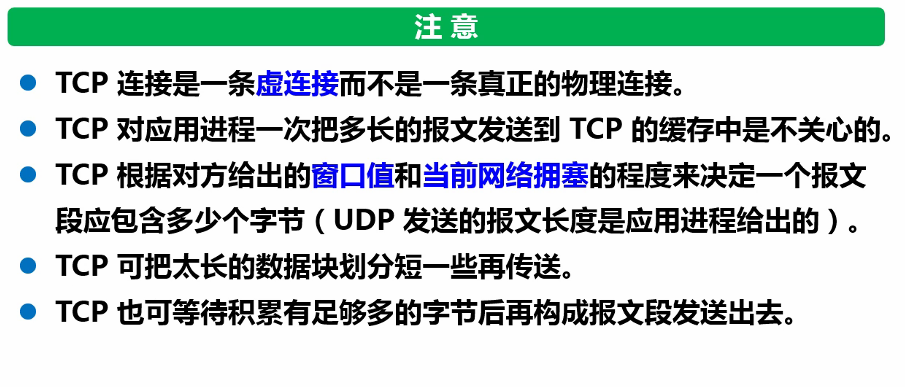 注 意
● TCP 连接是一条虚连接而不是一条真正的物理连接。
● TCP 对应用进程一次把多长的报文发送到 TCP 的缓存中是不关心的。
● TCP 根据对方给出的窗口值和当前网络拥塞的程度来决定一个报文
段应包含多少个字节（UDP 发送的报文长度是应用进程给出的）。
● TCP 可把太长的数据块划分短一些再传送。
● TCP 也可等待积累有足够多的字节后再构成报文段发送出去。